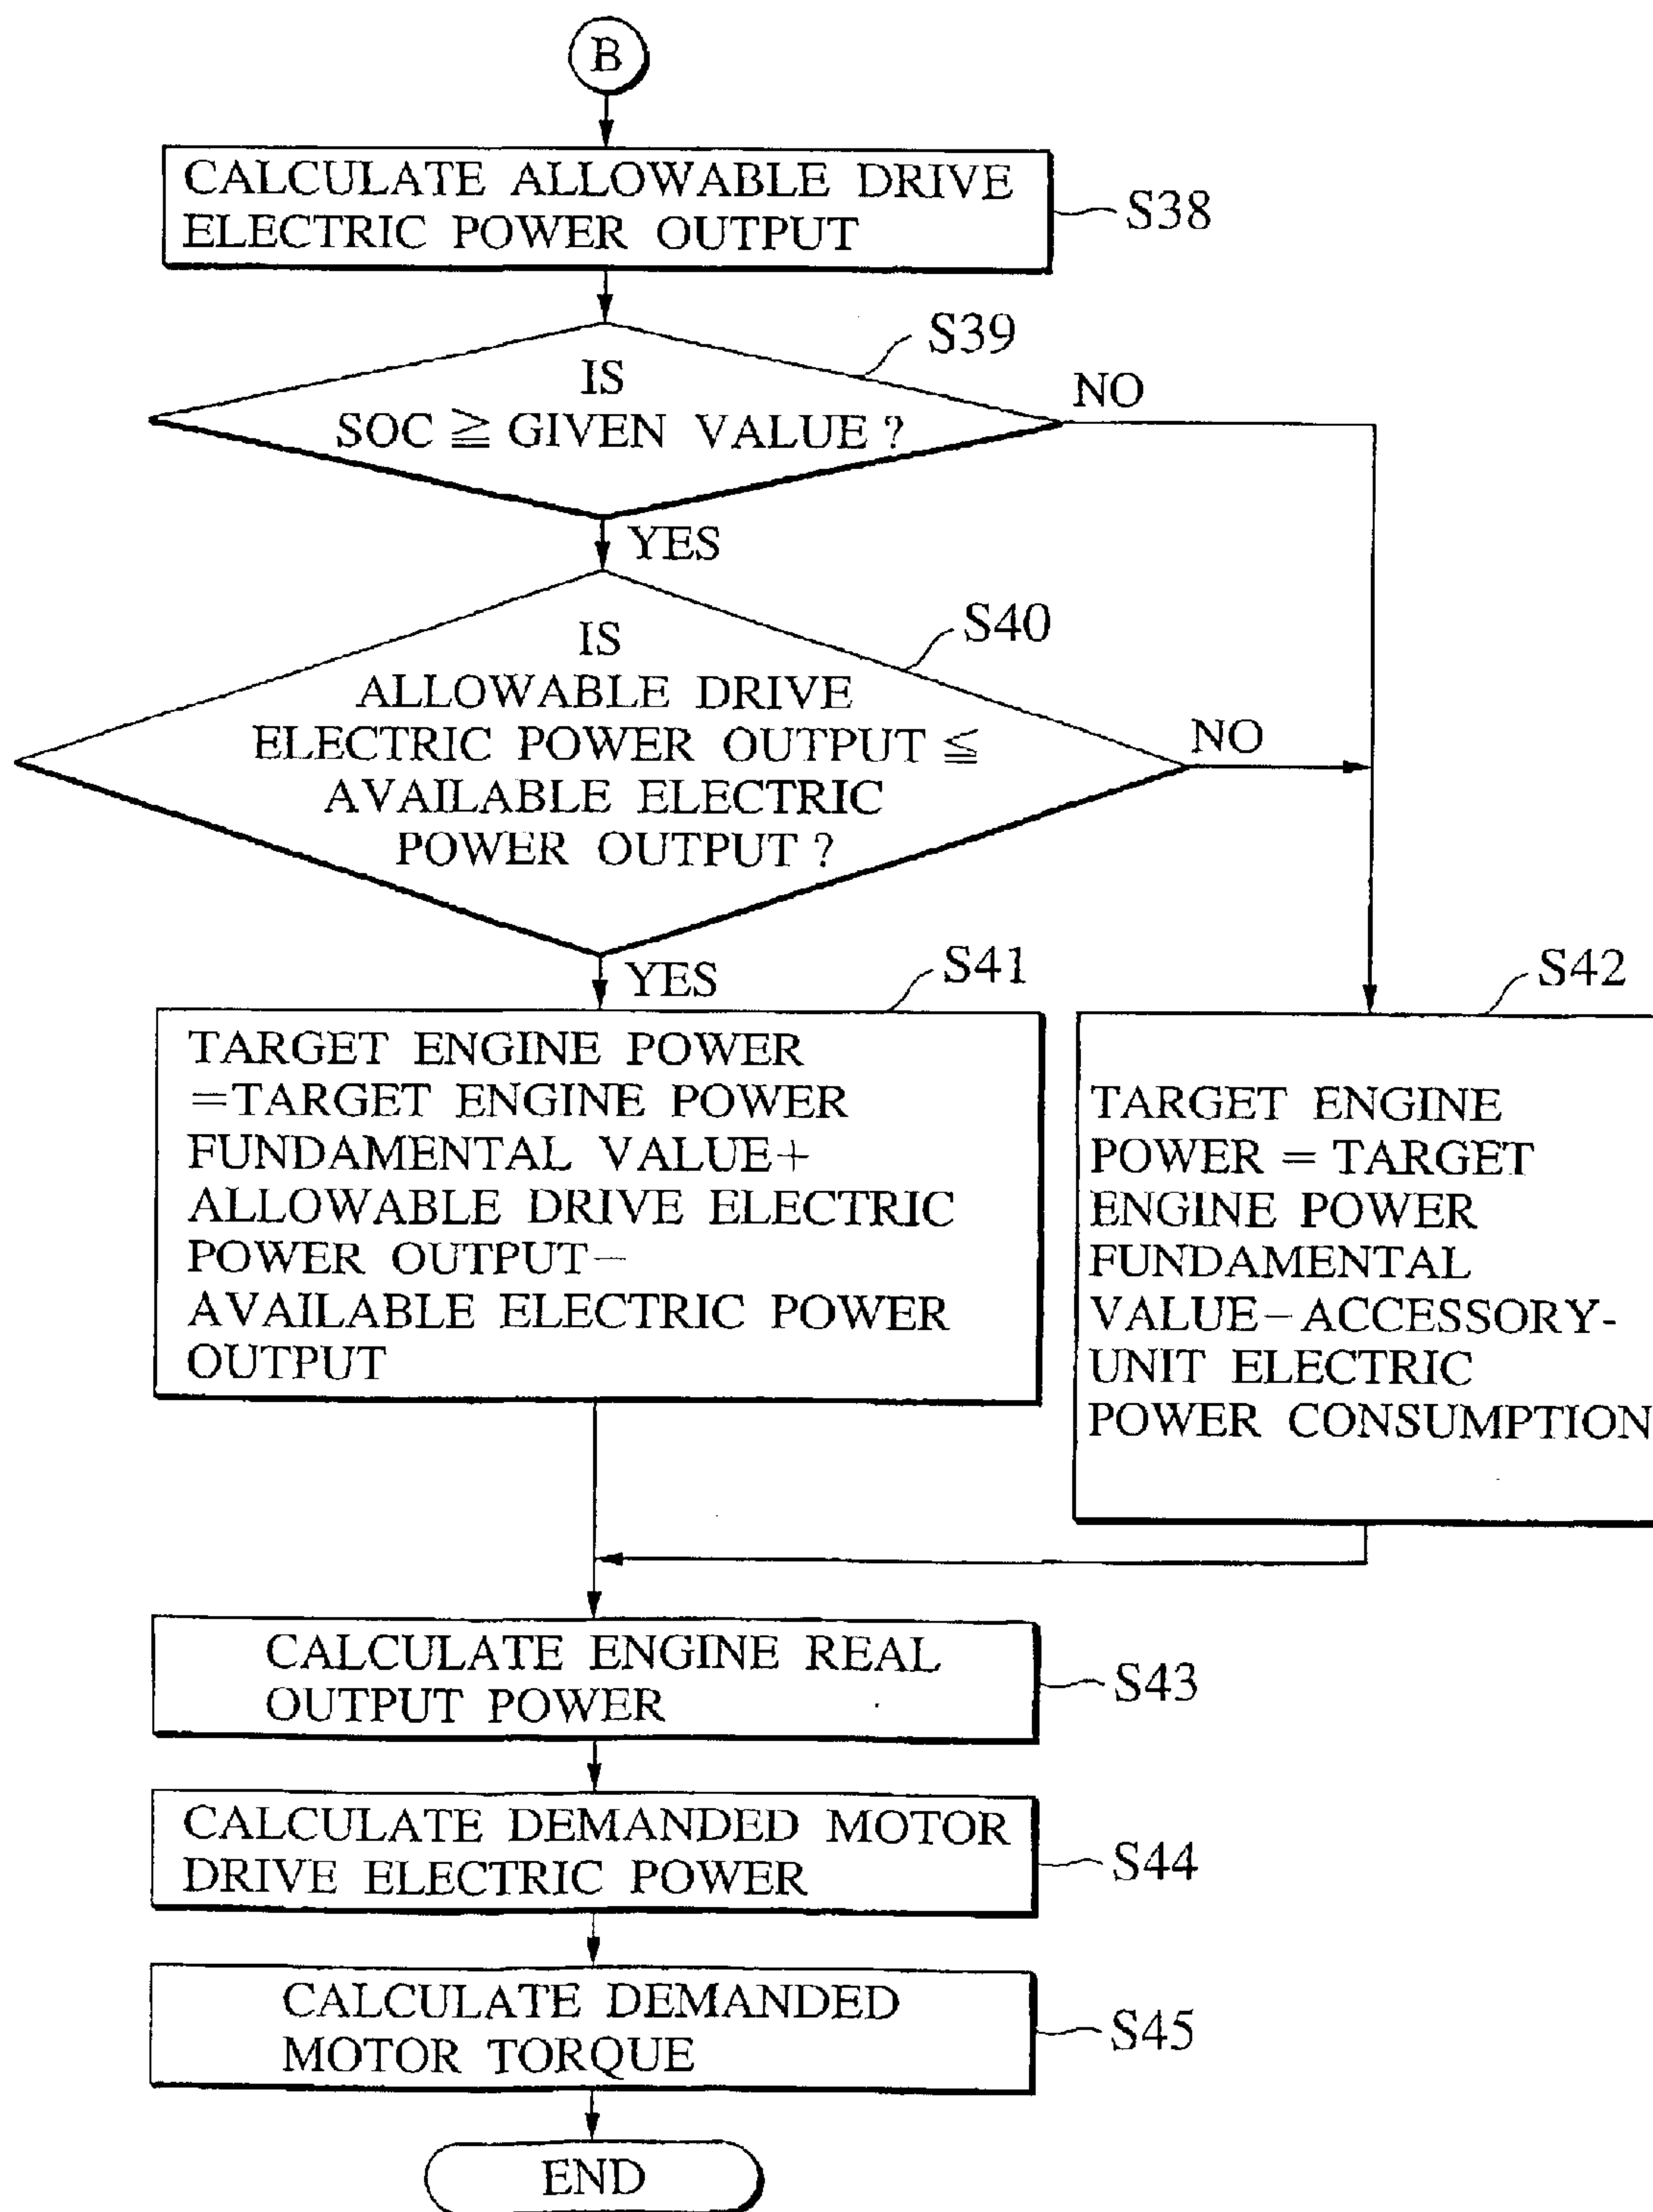 B
CALCULATE ALLOWABLE DRIVE
ELECTRIC POWER OUTPUT
S38
S39
IS
SOC ≧ GIVEN VALUE ?
NO
YES
S40
IS
ALLOWABLE DRIVE
ELECTRIC POWER OUTPUT ≦
AVAILABLE ELECTRIC
POWER OUTPUT ?
NO
YES
S41
TARGET ENGINE POWER
=TARGET ENGINE POWER
FUNDAMENTAL VALUE+
ALLOWABLE DRIVE ELECTRIC
POWER OUTPUT−
AVAILABLE ELECTRIC POWER
OUTPUT
S42
TARGET ENGINE
POWER = TARGET
ENGINE POWER
FUNDAMENTAL
VALUE−ACCESSORY-
UNIT ELECTRIC
POWER CONSUMPTION
CALCULATE ENGINE REAL
OUTPUT POWER
S43
CALCULATE DEMANDED MOTOR
DRIVE ELECTRIC POWER
S44
CALCULATE DEMANDED
MOTOR TORQUE
S45
END